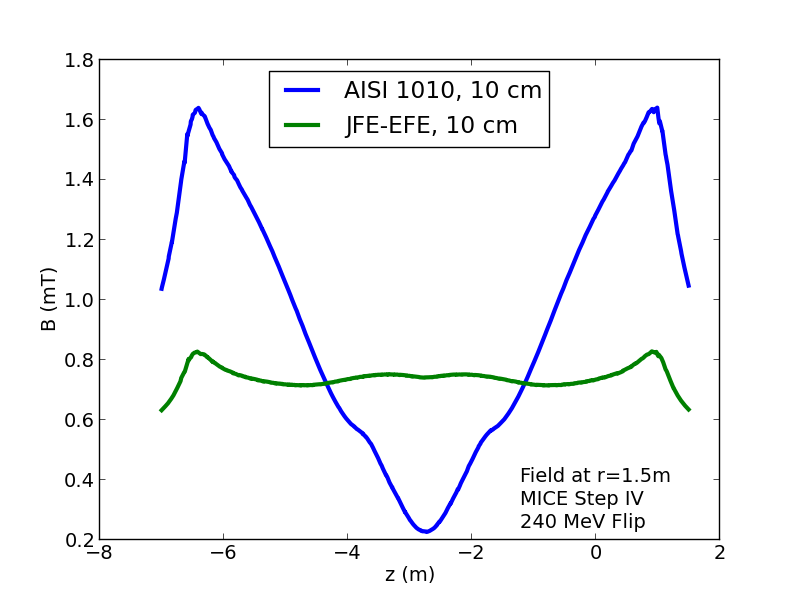 1.8
1.6
1.4
1.2
1.0
0.8
0.6
0.4
0.2
B (mT)
AISI 1010, 10 cm
JFE-EFE, 10 cm
Field at r=1.5m
MICE Step IV
240 MeV Flip
−8 −6 −4 −2 0 2
z (m)